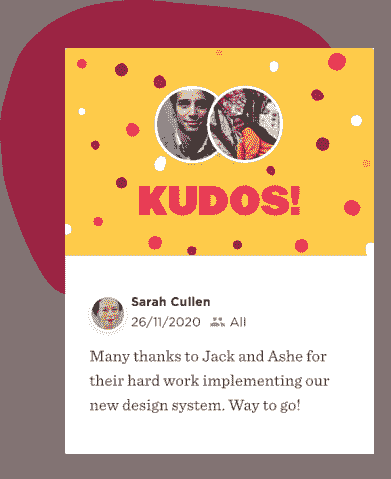 KUDOS!
Sarah Cullen
26/11/2020 All
Many thanks to Jack and Ashe for
their hard work implementing our
new design system. Way to go!